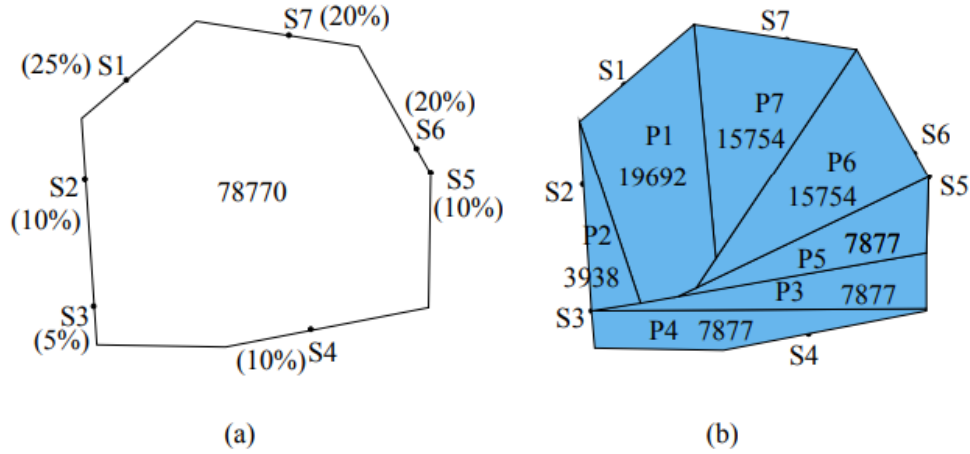 S7 (20%)
(25%) S1
(20%)
S6
S2
(10%)
78770
S5
(10%)
S3
(5%)
S4
(10%)
(a)
S7
S1
P7
15754
P1
19692
S6
P6
15754
S2
S5
P2
3938
P5 7877
P3 7877
S3
P4 7877
S4
(b)